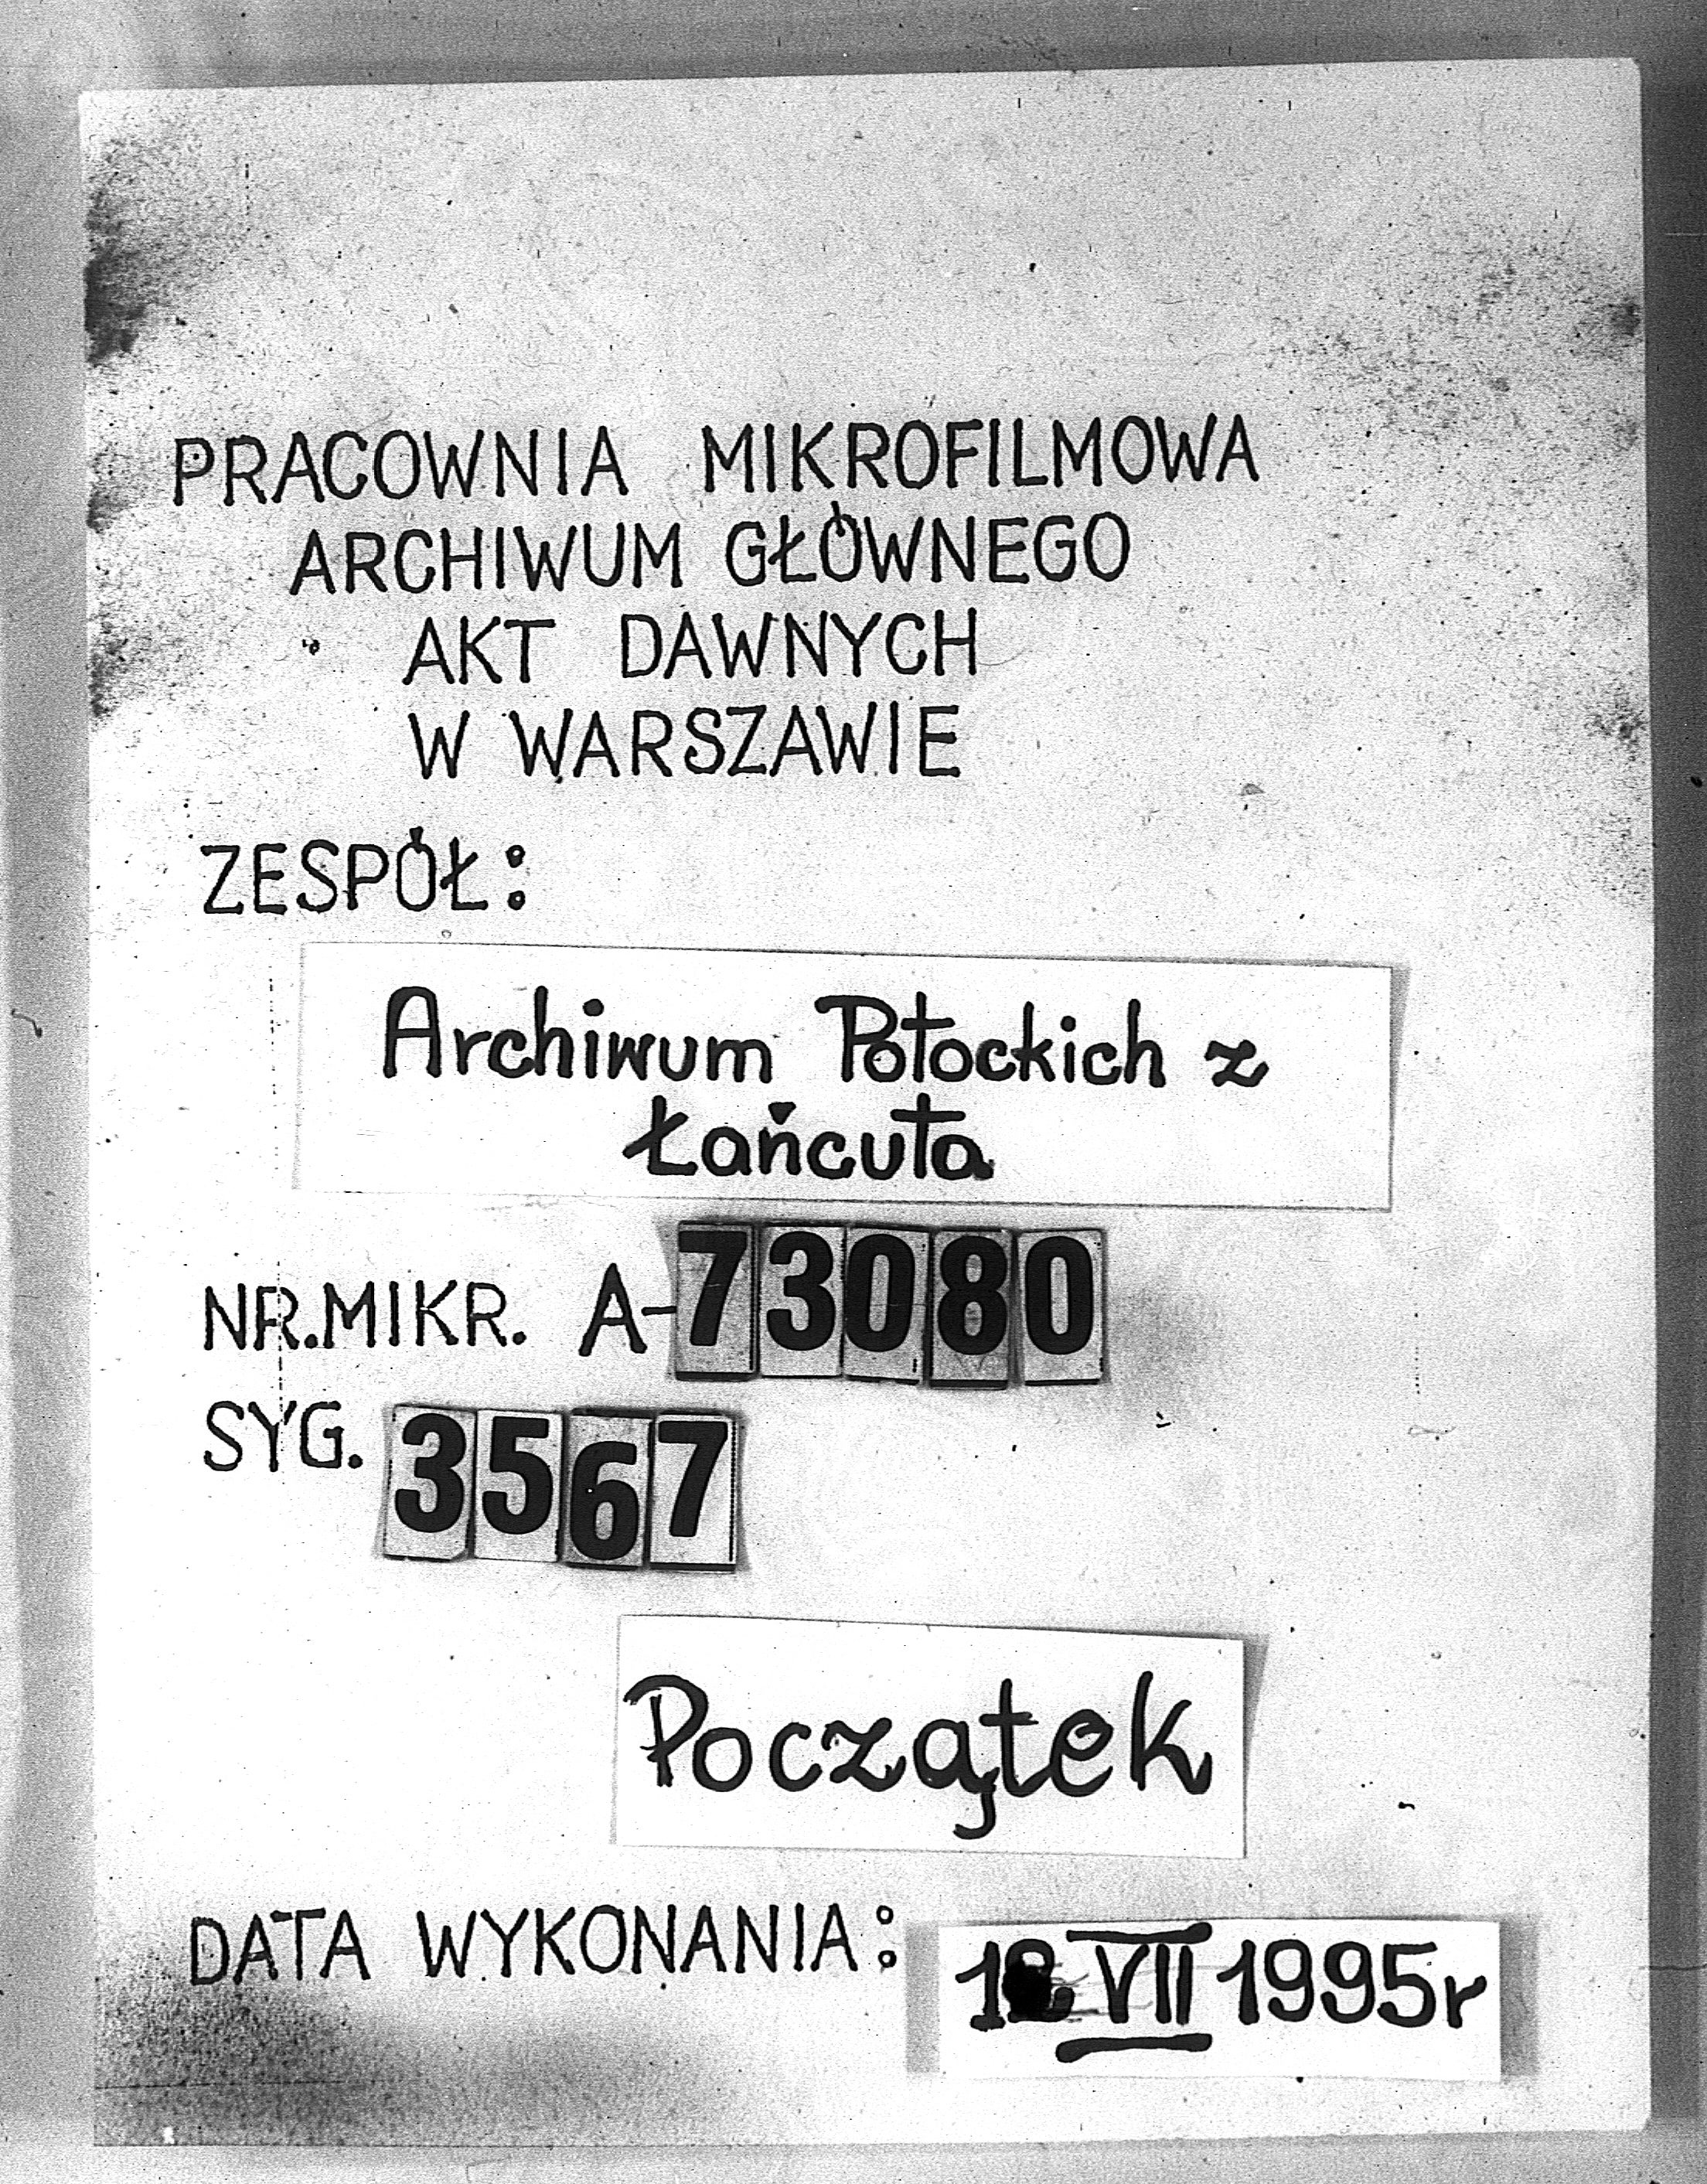 PRACOWNIA MIKROFILMOWA
ARCHIWUM GŁÓWNEGO
AKT DAWNYCH
W WARSZAWIE
ZESPÓŁ:
Archiwum Potockich z
Łańcuta
NR.MIKR. A-73080
SYG. 3567
Początek
DATA WYKONANIA: VII 1995r